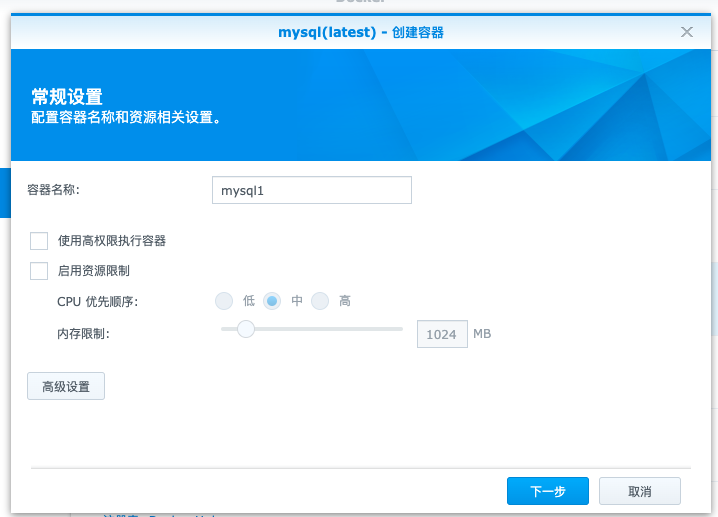 mysql(latest) - 创建容器
常规设置
配置容器名称和资源相关设置。
容器名称: mysql1
使用高权限执行容器
启用资源限制
CPU 优先顺序: 低 中 高
内存限制: 1024 MB
高级设置
下一步 取消